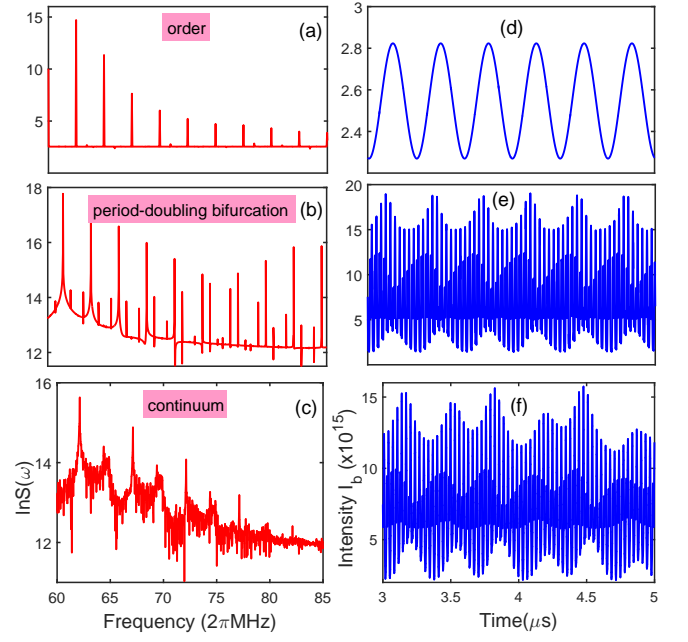 order
(a)
15
10
5
period-doubling bifurcation
(b)
18
16
14
12
continuum
(c)
16
14
12
lnS(ω)
60 65 70 75 80 85
Frequency (2πMHz)
(d)
2.8
2.4
2
(e)
20
15
10
5
(f)
15
10
5
Intensity I_b (x10^15)
3 3.5 4 4.5 5
Time(μs)